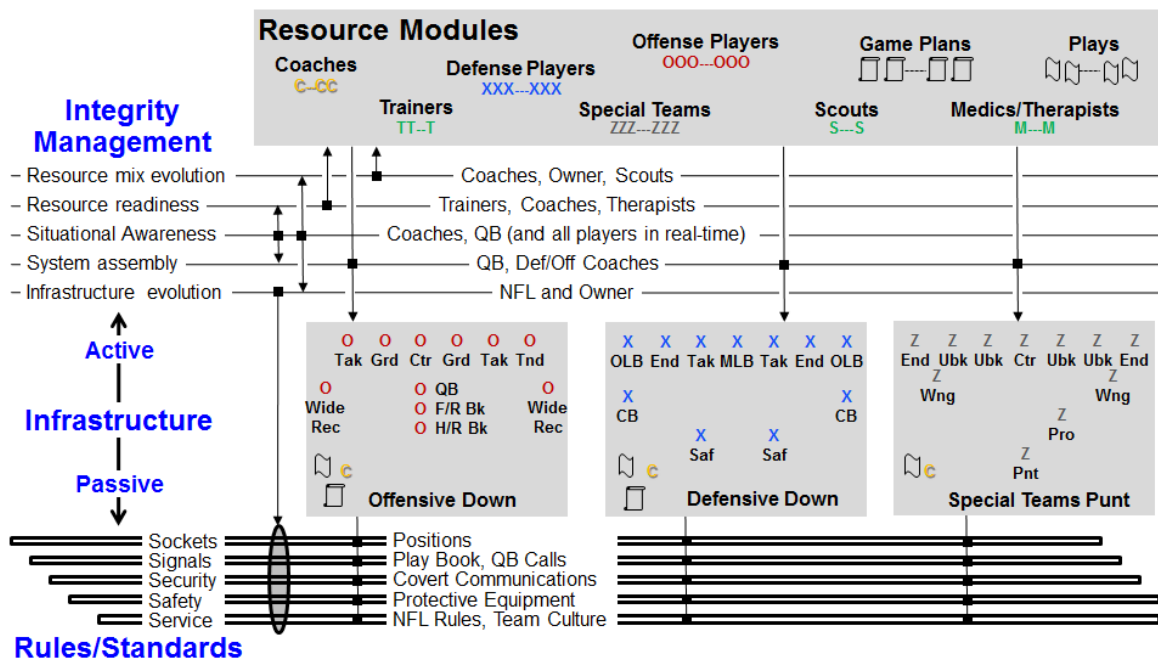 Resource Modules
Coaches
C--CC
Defense Players
XXX---XXX
Offense Players
OOO---OOO
Game Plans
Plays
Trainers
TT--T
Special Teams
ZZZ---ZZZ
Scouts
S---S
Medics/Therapists
M---M
Integrity
Management
Resource mix evolution
Coaches, Owner, Scouts
Resource readiness
Trainers, Coaches, Therapists
Situational Awareness
Coaches, QB (and all players in real-time)
System assembly
QB, Def/Off Coaches
Infrastructure evolution
NFL and Owner
Active
Infrastructure
Passive
O O O O O O
Tak Grd Ctr Grd Tak Tnd
O O QB O
Wide O F/R Bk Wide
Rec O H/R Bk Rec
C
Offensive Down
X X X X X X X
OLB End Tak MLB Tak End OLB
X X
CB CB
X X
Saf Saf
C
Defensive Down
Z Z Z Z Z Z Z
End Ubk Ubk Ctr Ubk Ubk End
Z Z
Wng Wng
Z
Pro
Z
Pnt
C
Special Teams Punt
Sockets Positions
Signals Play Book, QB Calls
Security Covert Communications
Safety Protective Equipment
Service NFL Rules, Team Culture
Rules/Standards